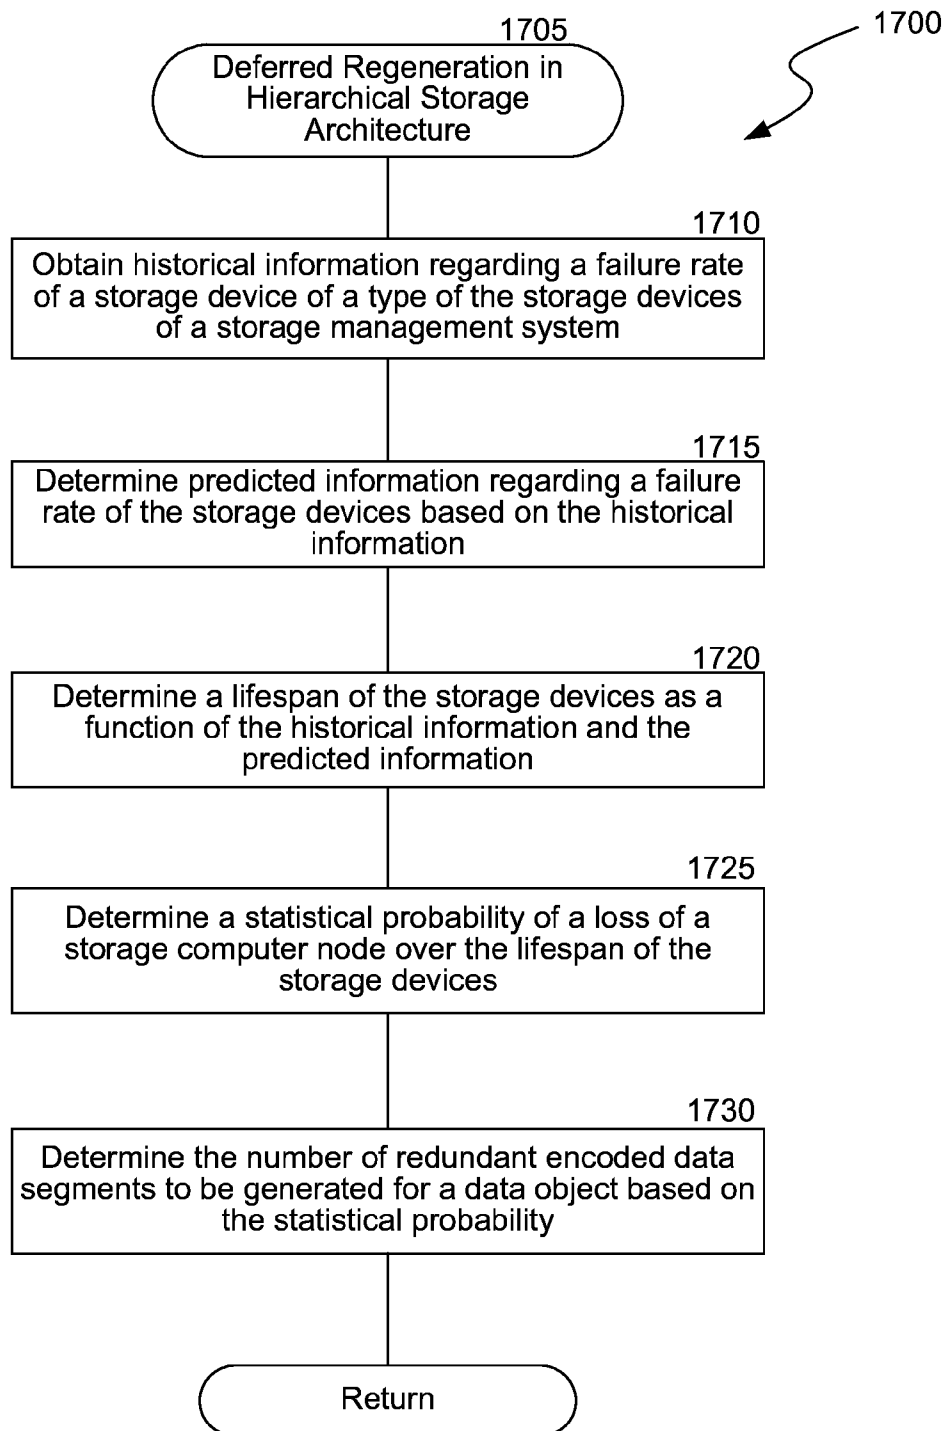 1700
1705
Deferred Regeneration in
Hierarchical Storage
Architecture
1710
Obtain historical information regarding a failure rate
of a storage device of a type of the storage devices
of a storage management system
1715
Determine predicted information regarding a failure
rate of the storage devices based on the historical
information
1720
Determine a lifespan of the storage devices as a
function of the historical information and the
predicted information
1725
Determine a statistical probability of a loss of a
storage computer node over the lifespan of the
storage devices
1730
Determine the number of redundant encoded data
segments to be generated for a data object based on
the statistical probability
Return